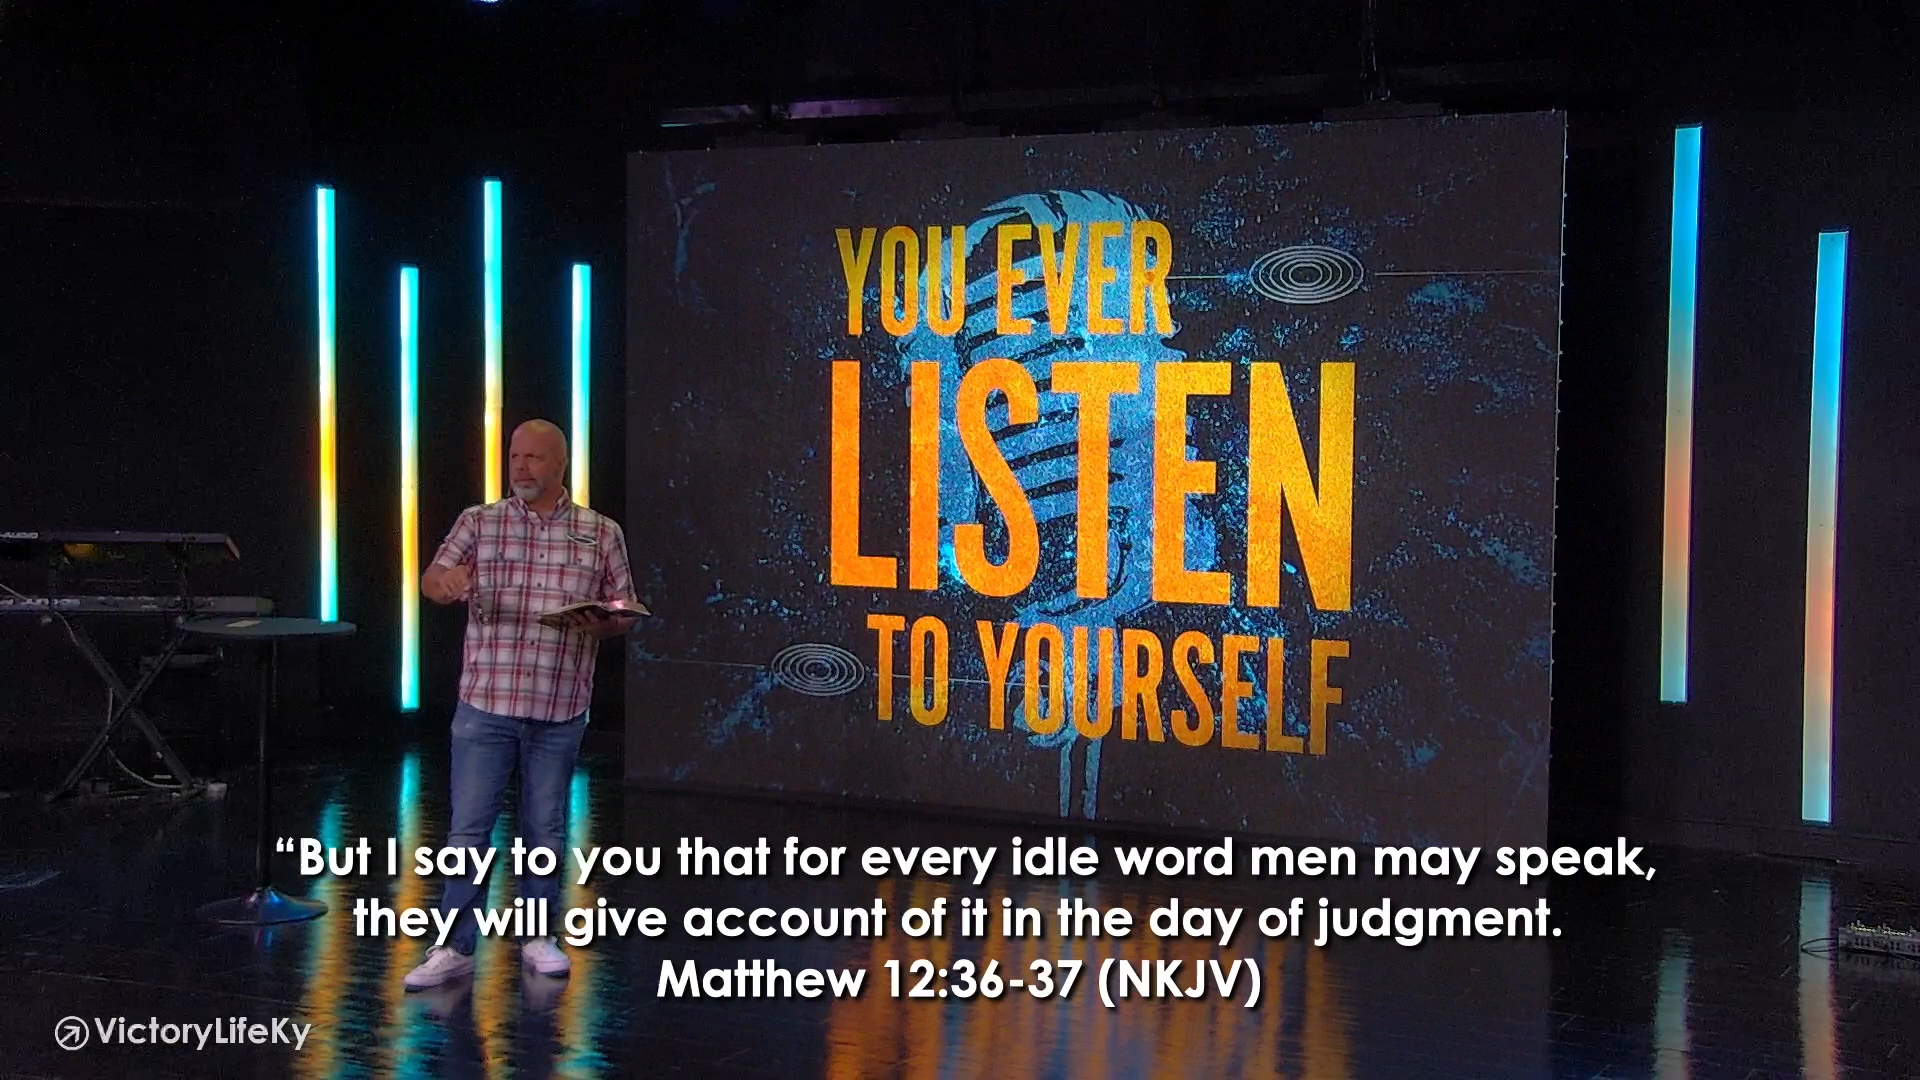 YOU EVER
LISTEN
TO YOURSELF
“But I say to you that for every idle word men may speak,
they will give account of it in the day of judgment.
Matthew 12:36-37 (NKJV)
VictoryLifeKy